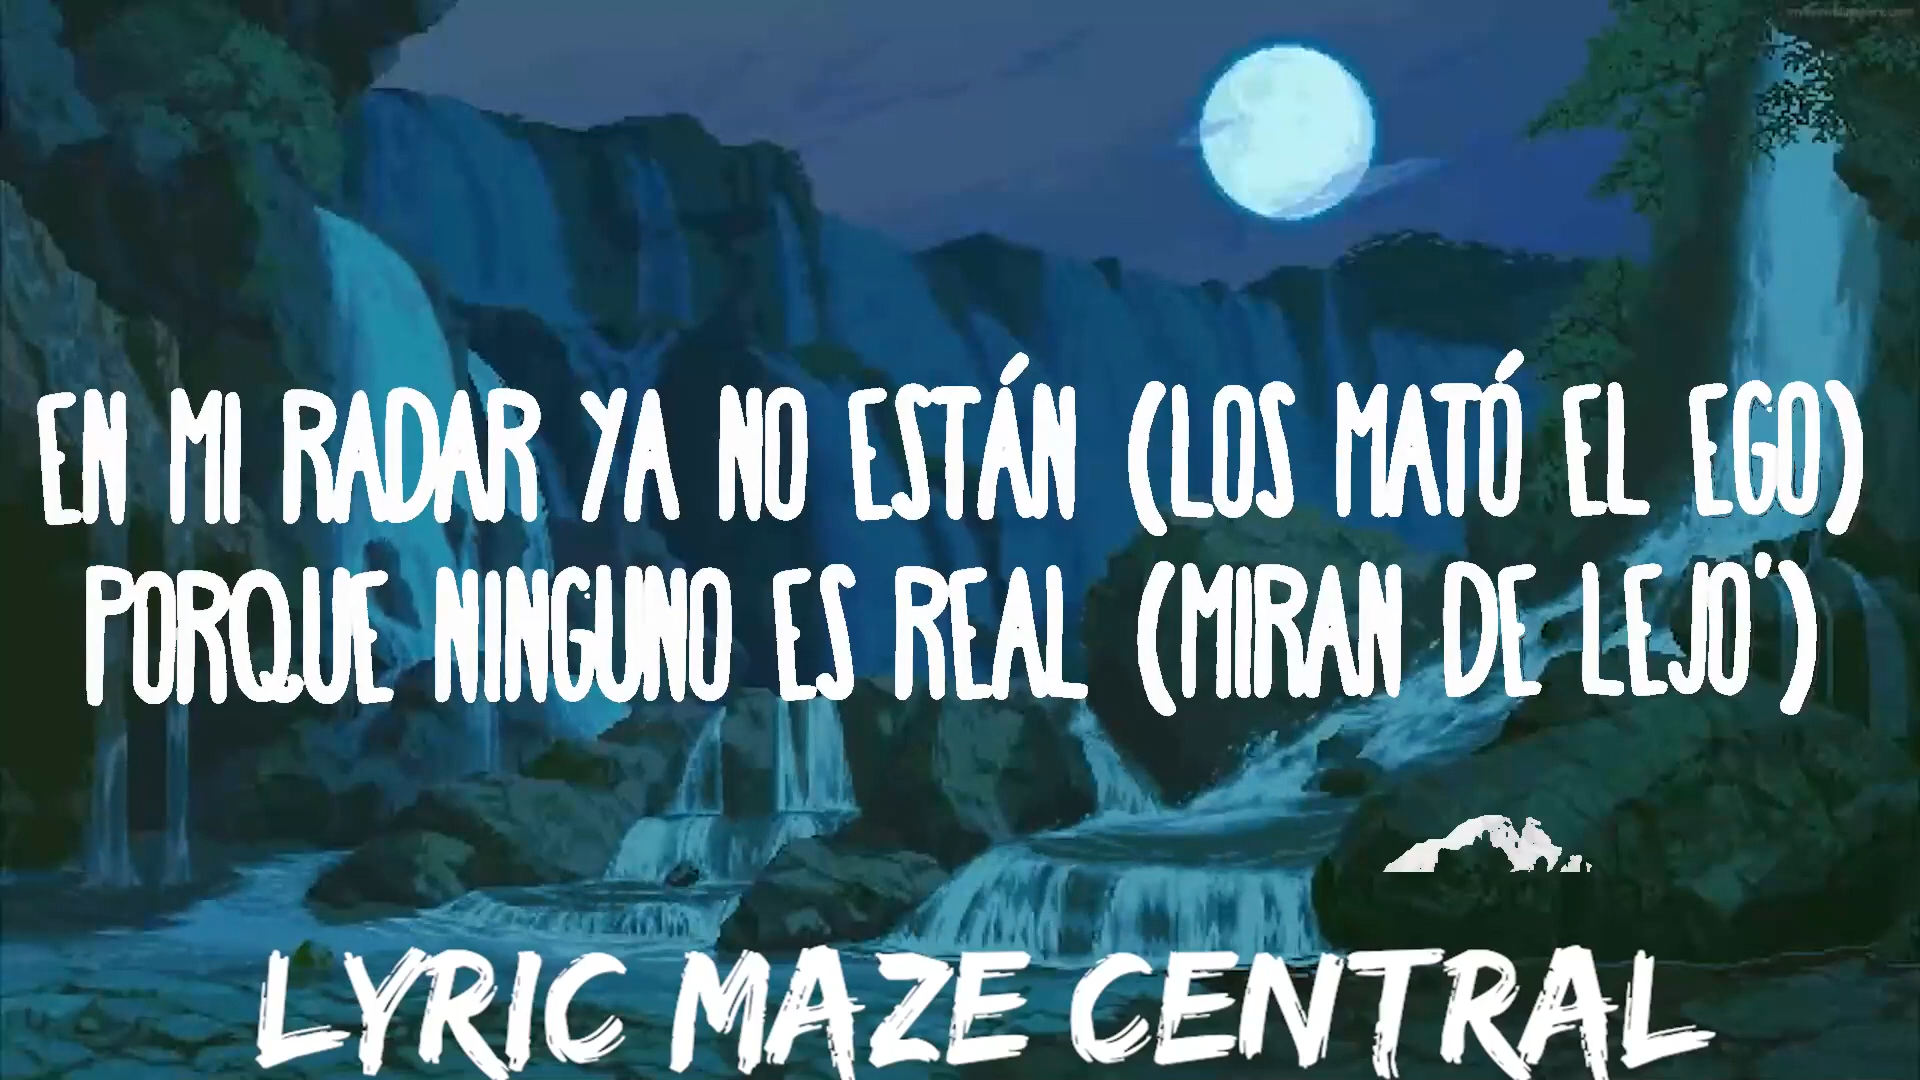 EN MI RADAR YA NO ESTÁN (LOS MATÓ EL EGO)
PORQUE NINGUNO ES REAL (MIRAN DE LEJO')
LYRIC MAZE CENTRAL